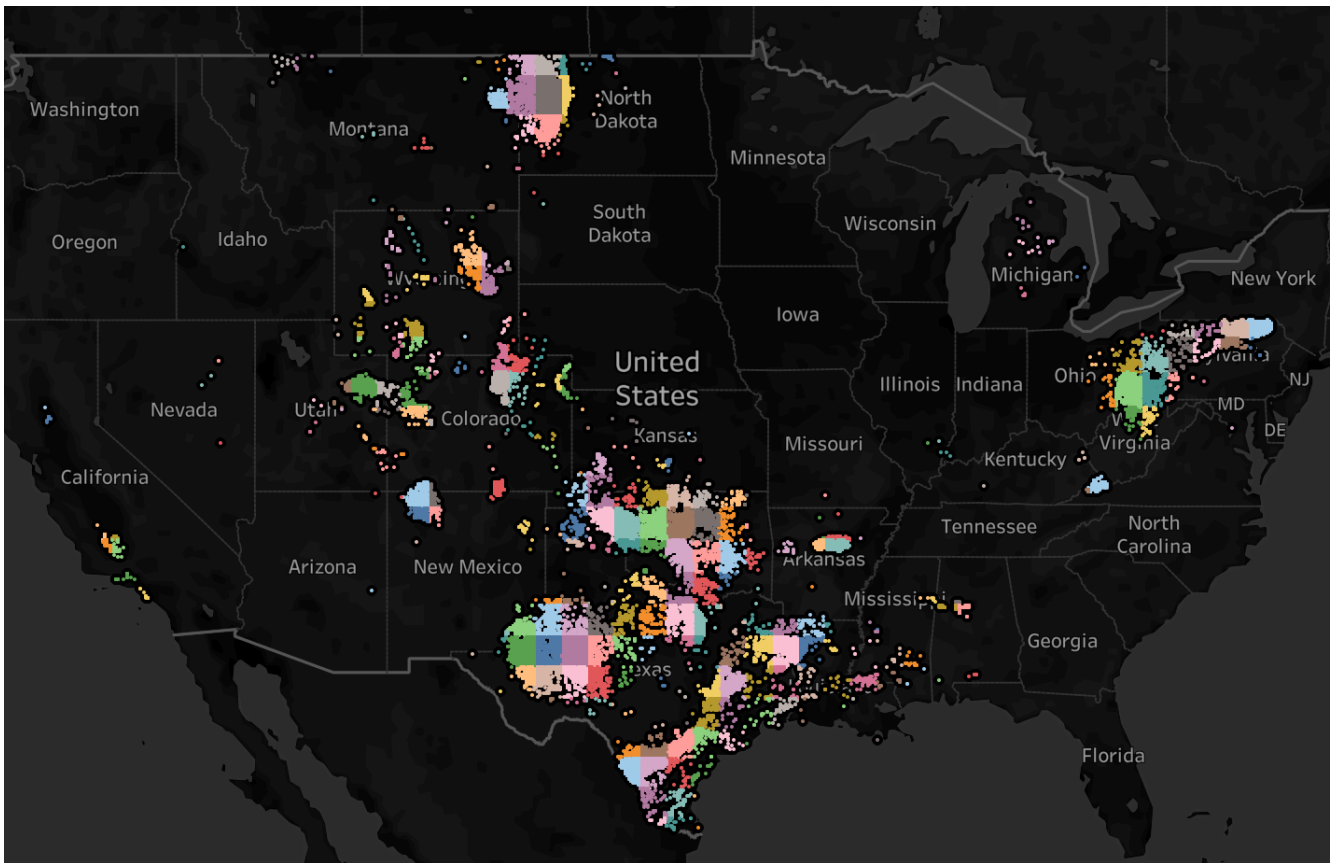 Washington
Montana
North
Dakota
Minnesota
Oregon
Idaho
South
Dakota
Wisconsin
Michigan
New York
Iowa
United
States
Nevada
Utah
Colorado
Kansas
Illinois
Indiana
Ohio
NJ
MD
DE
California
Missouri
Kentucky
Virginia
Arizona
New Mexico
Arkansas
Tennessee
North
Carolina
Mississippi
Georgia
Florida